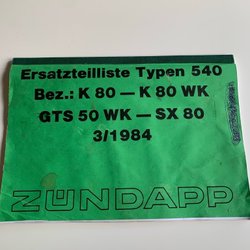 Ersatzteilliste Typen 540
Bez.: K 80 — K 80 WK
GTS 50 WK — SX 80
3/1984
ZÜNDAPP